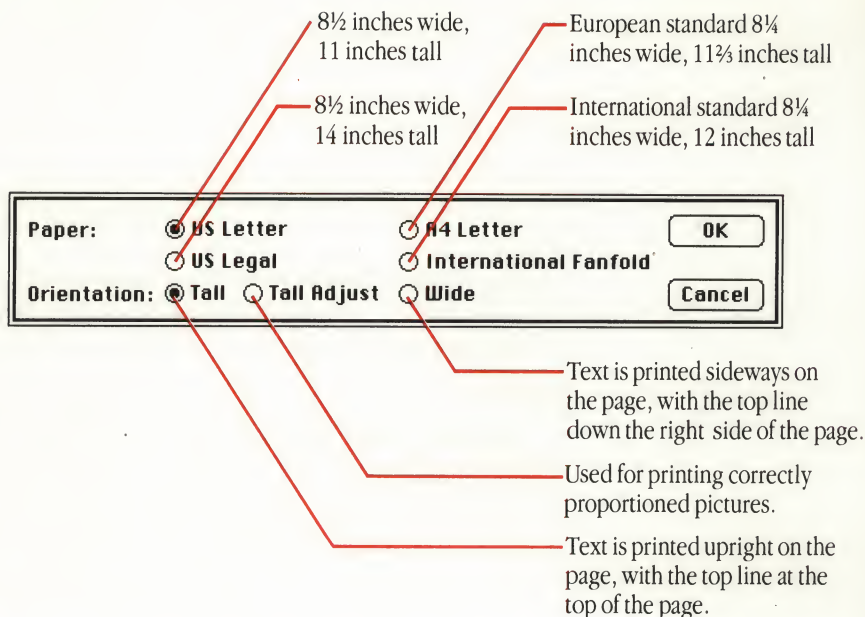 8½ inches wide,
11 inches tall
European standard 8¼
inches wide, 11⅔ inches tall
8½ inches wide,
14 inches tall
International standard 8¼
inches wide, 12 inches tall
Paper: US Letter A4 Letter OK
US Legal International Fanfold
Orientation: Tall Tall Adjust Wide Cancel
Text is printed sideways on
the page, with the top line
down the right side of the page.
Used for printing correctly
proportioned pictures.
Text is printed upright on the
page, with the top line at the
top of the page.